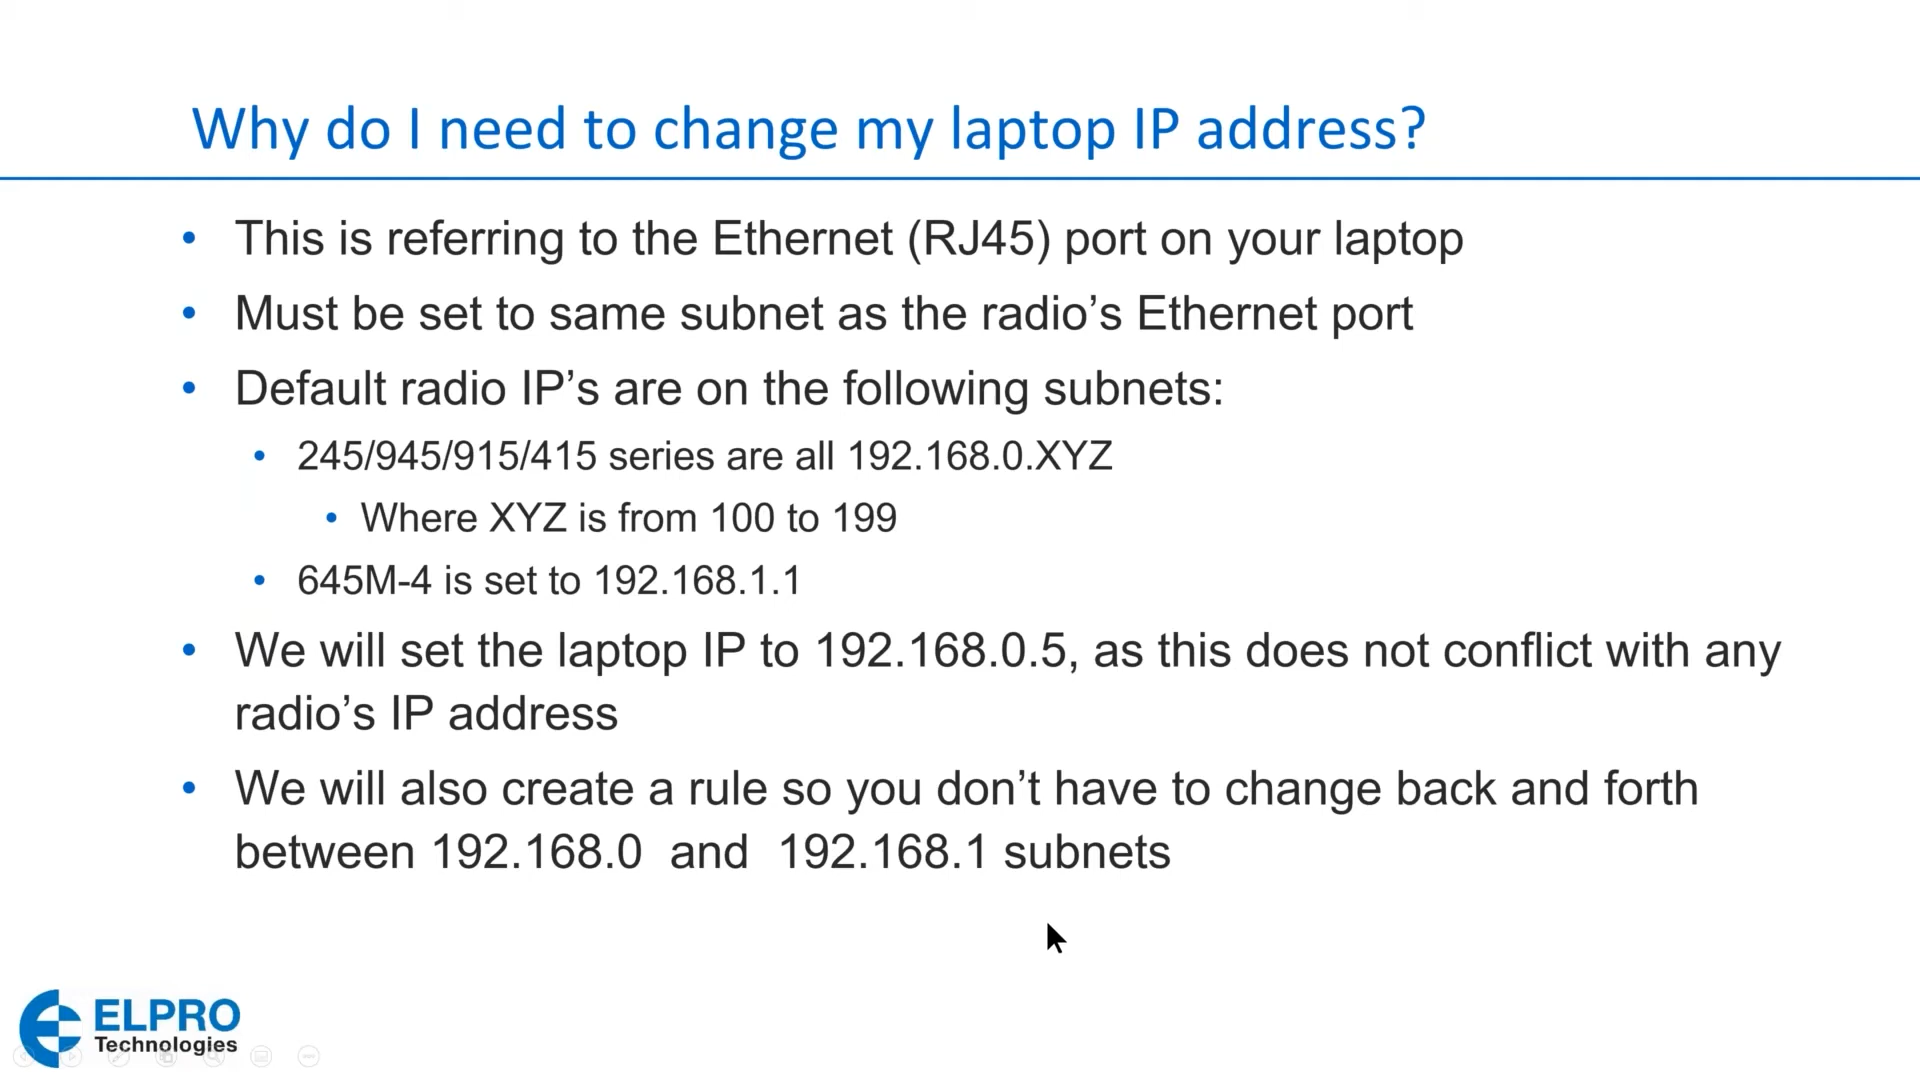 Why do I need to change my laptop IP address?
• This is referring to the Ethernet (RJ45) port on your laptop
• Must be set to same subnet as the radio’s Ethernet port
• Default radio IP’s are on the following subnets:
• 245/945/915/415 series are all 192.168.0.XYZ
• Where XYZ is from 100 to 199
• 645M-4 is set to 192.168.1.1
• We will set the laptop IP to 192.168.0.5, as this does not conflict with any
radio’s IP address
• We will also create a rule so you don’t have to change back and forth
between 192.168.0  and  192.168.1 subnets
ELPRO
Technologies